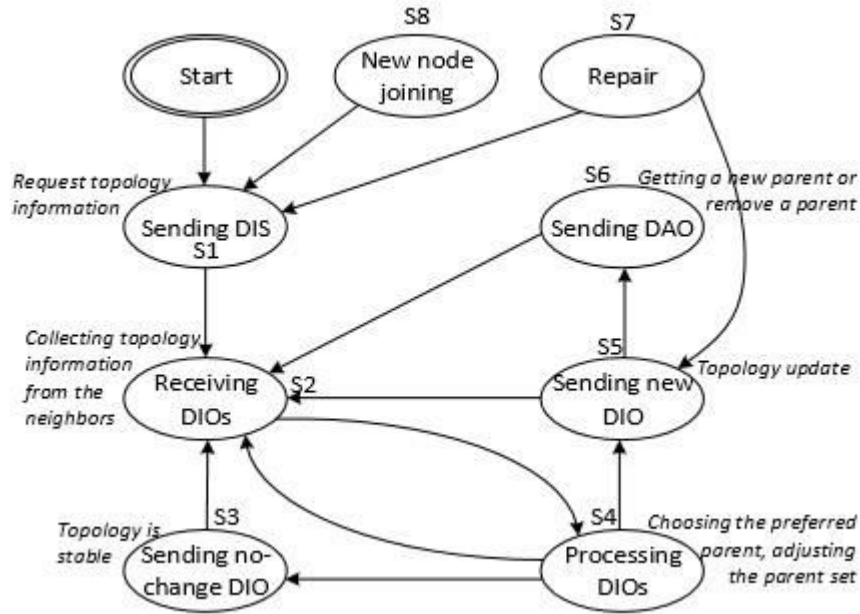 S8
S7
Start
New node
joining
Repair
Request topology
information
S6
Getting a new parent or
remove a parent
Sending DIS
S1
Sending DAO
Collecting topology
information
from the
neighbors
Receiving
DIOs
S2
S5
Sending new
DIO
Topology update
Topology is
stable
S3
Sending no-
change DIO
S4
Processing
DIOs
Choosing the preferred
parent, adjusting
the parent set